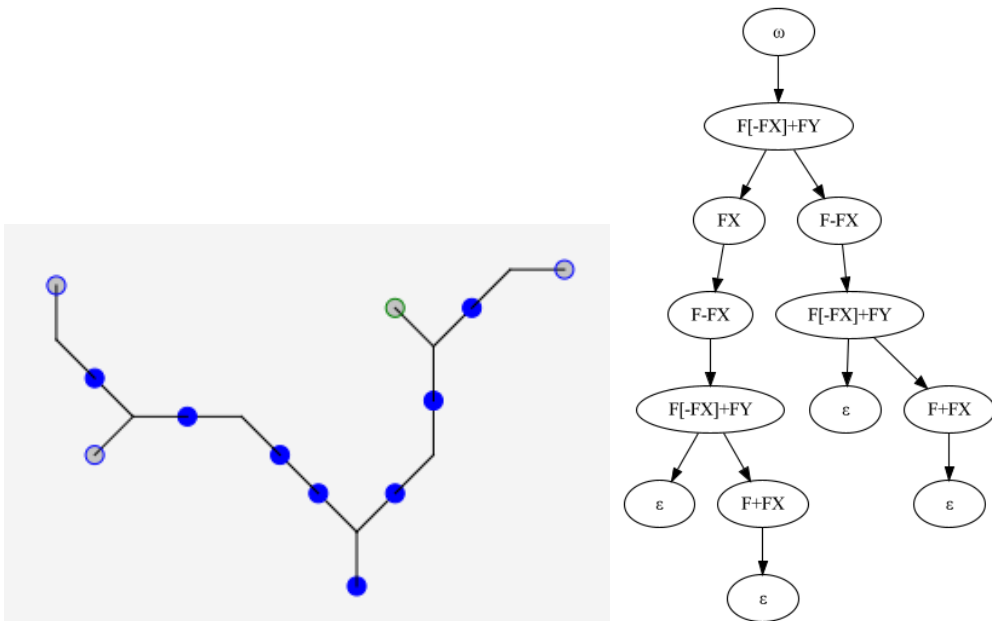 ω
F[-FX]+FY
FX F-FX
F-FX F[-FX]+FY
F[-FX]+FY ε F+FX
ε F+FX ε
ε